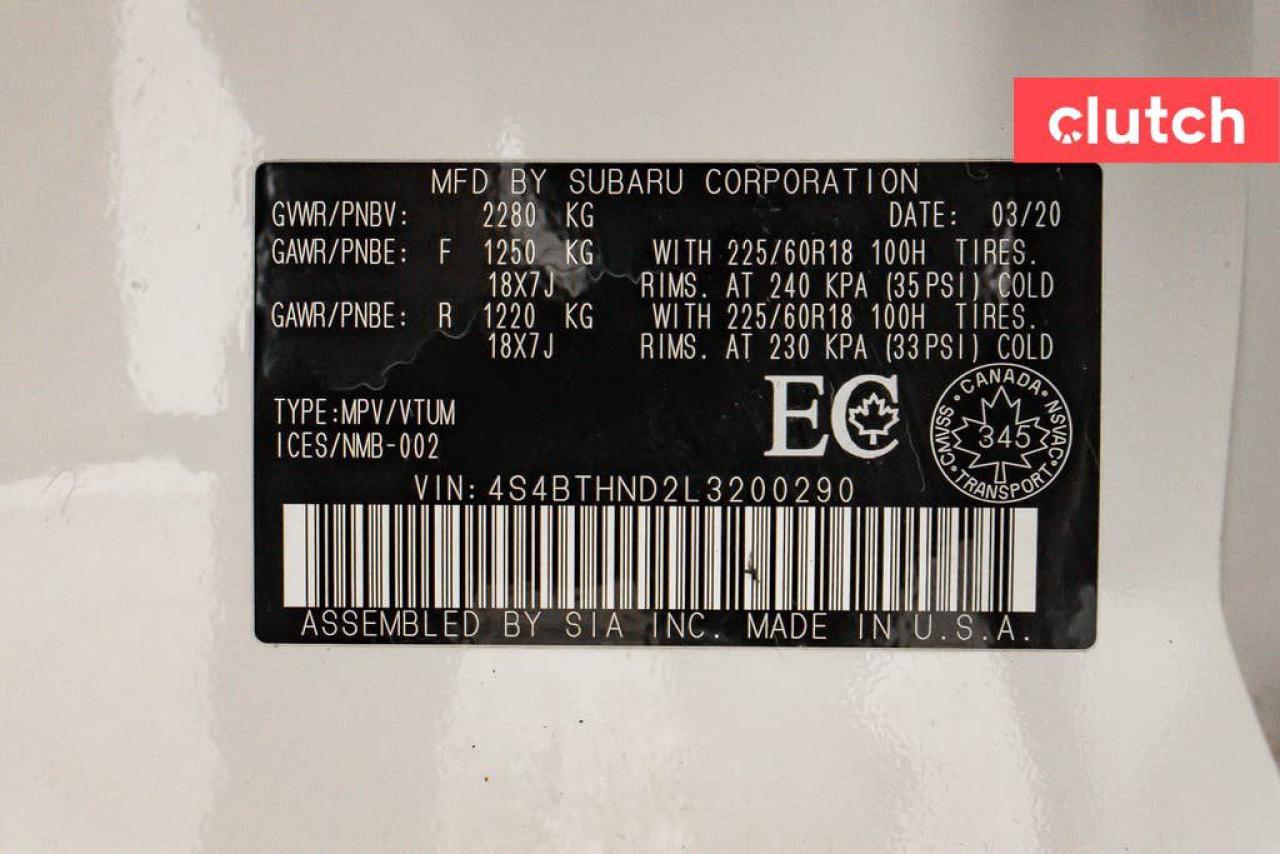 clutch
MFD BY SUBARU CORPORATION
GVWR/PNBV: 2280 KG DATE: 03/20
GAWR/PNBE: F 1250 KG WITH 225/60R18 100H TIRES.
18X7J RIMS. AT 240 KPA (35PSI) COLD
GAWR/PNBE: R 1220 KG WITH 225/60R18 100H TIRES.
18X7J RIMS. AT 230 KPA (33PSI) COLD
TYPE:MPV/VTUM
ICES/NMB-002
EC
CANADA
CMVSS • NSVAC
345
TRANSPORT
VIN: 4S4BTHND2L3200290
ASSEMBLED BY SIA INC. MADE IN U.S.A.